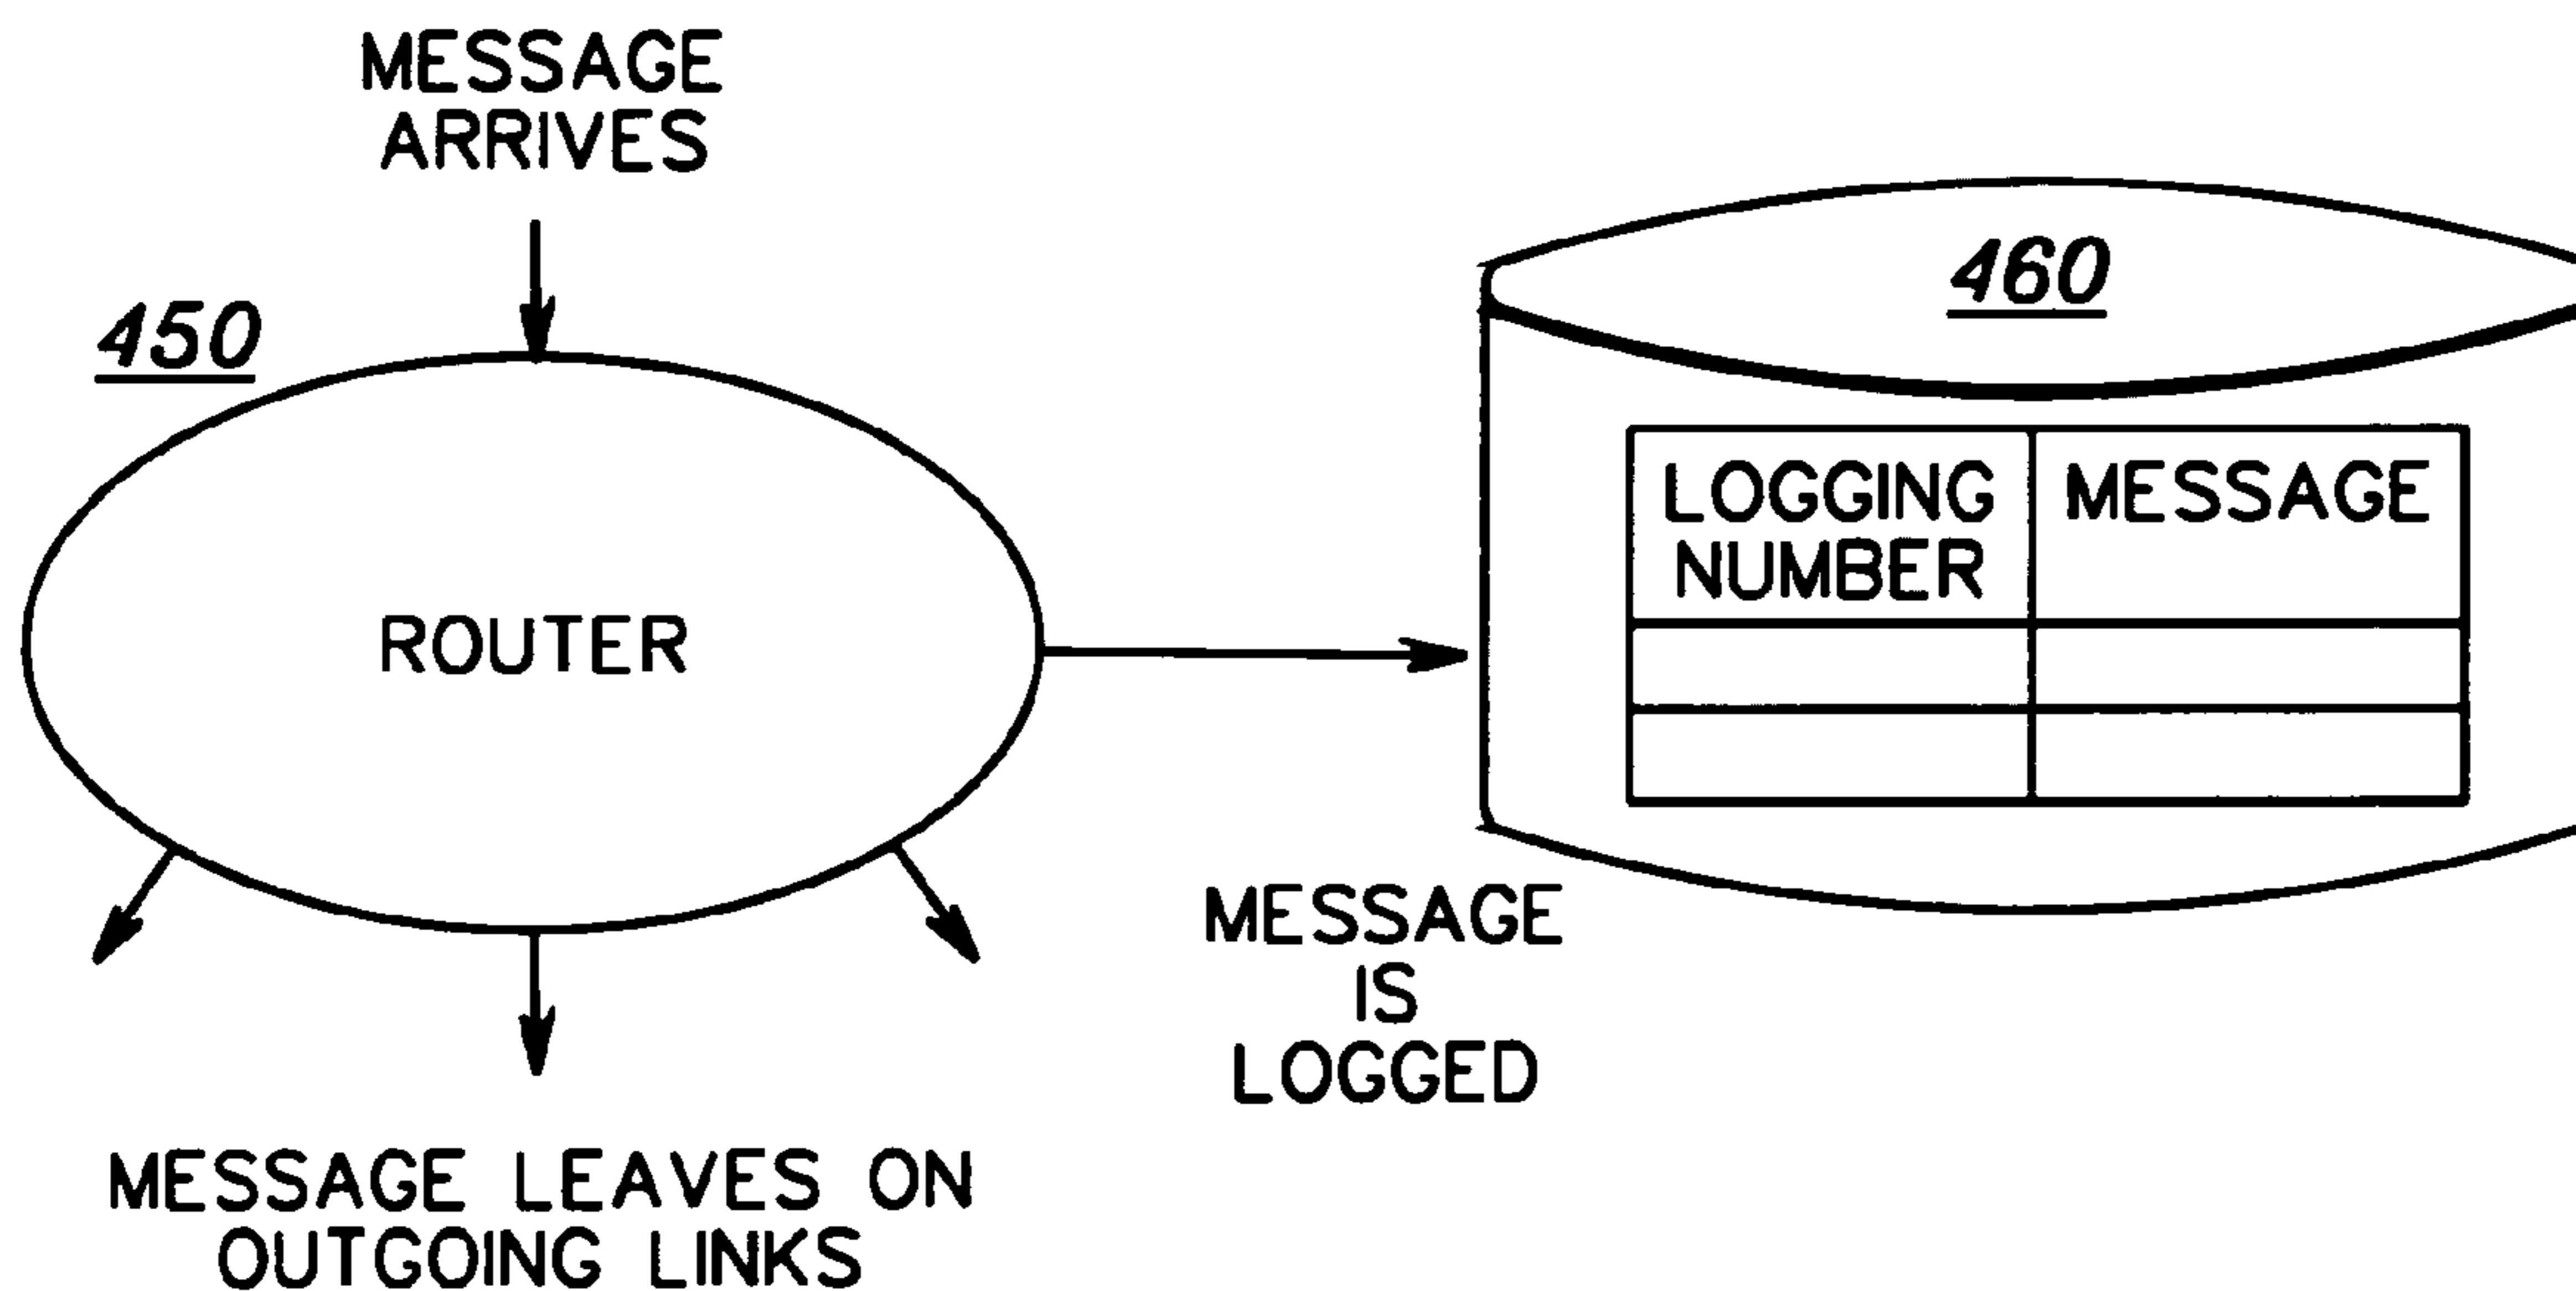 MESSAGE
ARRIVES
450
ROUTER
460
LOGGING
NUMBER
MESSAGE
MESSAGE
IS
LOGGED
MESSAGE LEAVES ON
OUTGOING LINKS